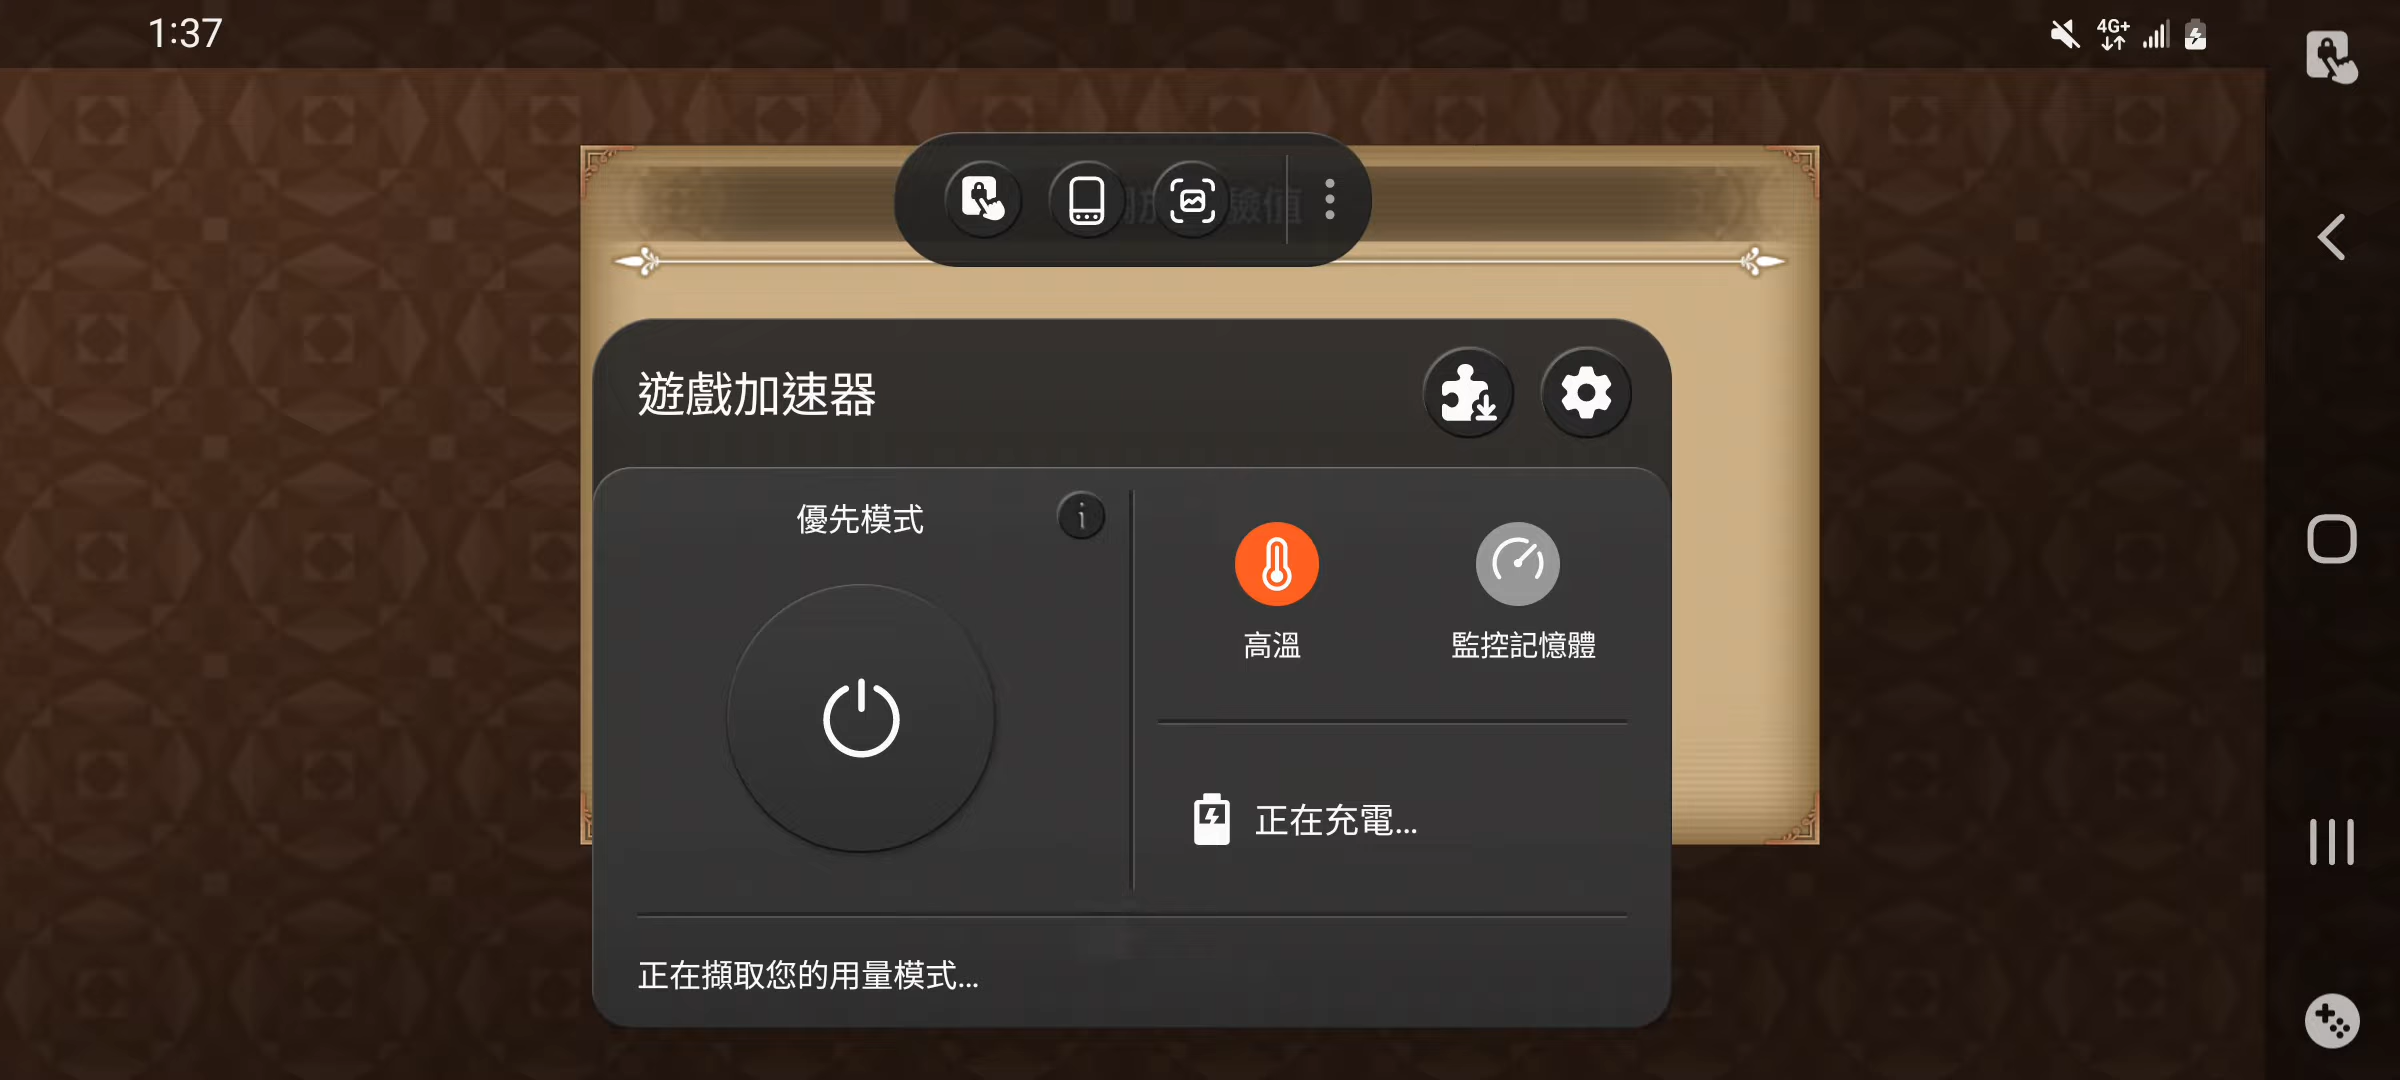 1:37
4G+
遊戲加速器
優先模式
高溫
監控記憶體
正在充電...
正在擷取您的用量模式...